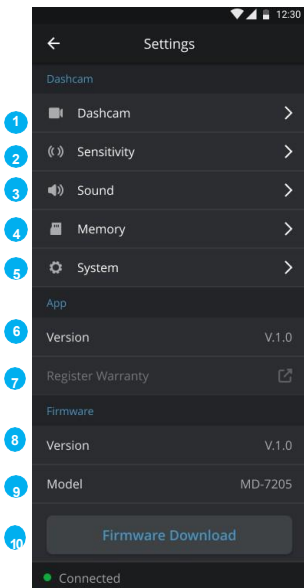 12:30
Settings
Dashcam
1 Dashcam
2 Sensitivity
3 Sound
4 Memory
5 System
App
6 Version V.1.0
7 Register Warranty
Firmware
8 Version V.1.0
9 Model MD-7205
10 Firmware Download
Connected